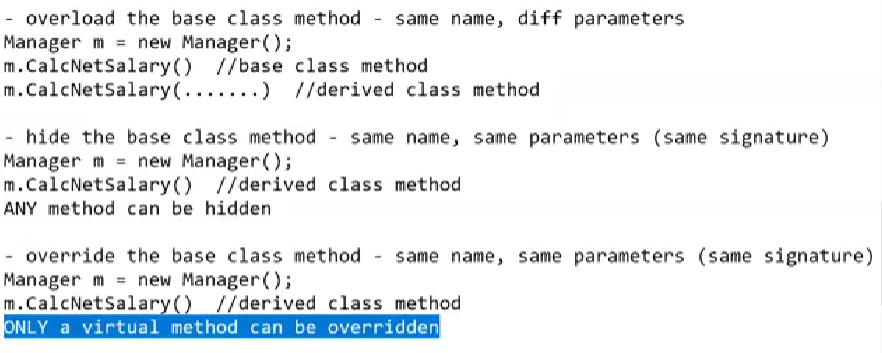 - overload the base class method - same name, diff parameters
Manager m = new Manager();
m.CalcNetSalary()  //base class method
m.CalcNetSalary(.......)  //derived class method
- hide the base class method - same name, same parameters (same signature)
Manager m = new Manager();
m.CalcNetSalary()  //derived class method
ANY method can be hidden
- override the base class method - same name, same parameters (same signature)
Manager m = new Manager();
m.CalcNetSalary()  //derived class method
ONLY a virtual method can be overridden